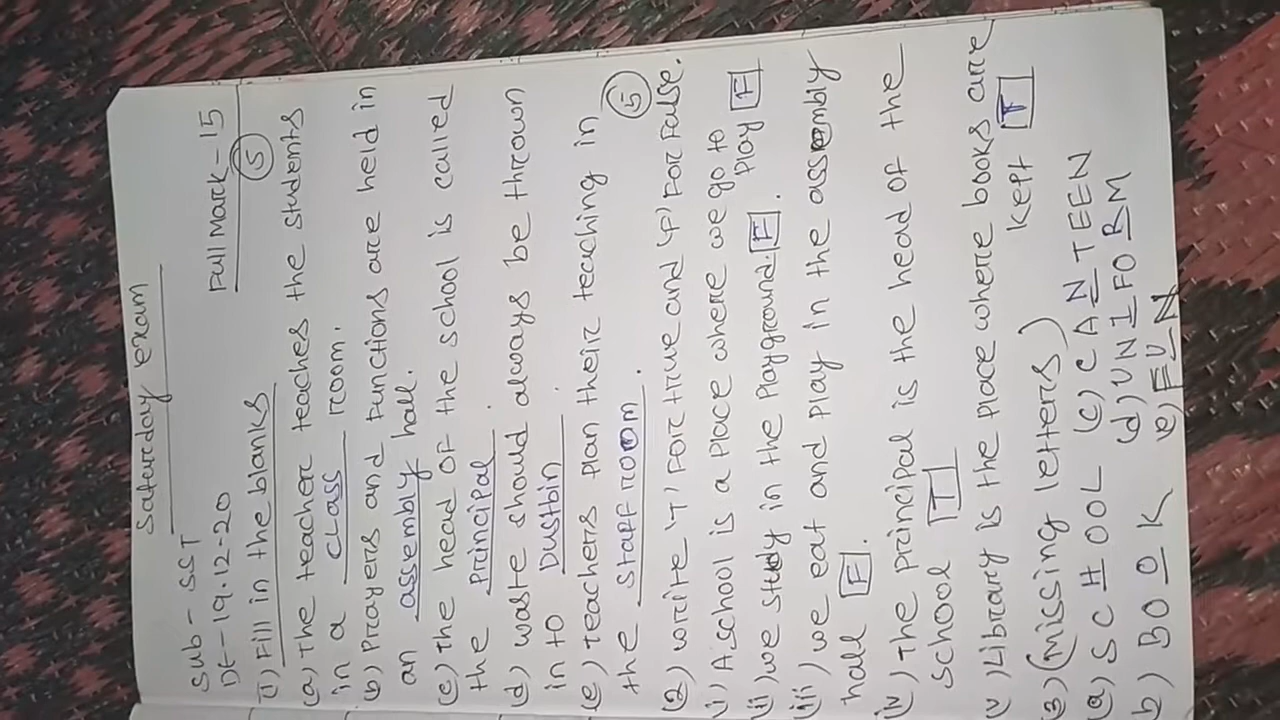 Saturday exam
Sub - SST
Dt - 19.12.20
Full Mark - 15
1) Fill in the blanks
5
(a) The teacher teaches the students
in a class room.
(b) Prayers and functions are held in
an assembly hall.
(c) The head of the school is called
the Principal.
(d) waste should always be thrown
in to Dustbin.
(e) teachers plan their teaching in
the staff room.
5
(2) write 'T' for true and 'F' for False.
i) A school is a place where we go to
Play F
(ii) we study in the Playground. F.
(iii) we eat and play in the assembly
hall F.
(iv) The principal is the head of the
school T
v) Library is the place where books are
kept T
(3) (Missing letters)
(a) S C H OOL (c) C A N TEEN
b) B O O K (d) U N I F O R M
e) F U N